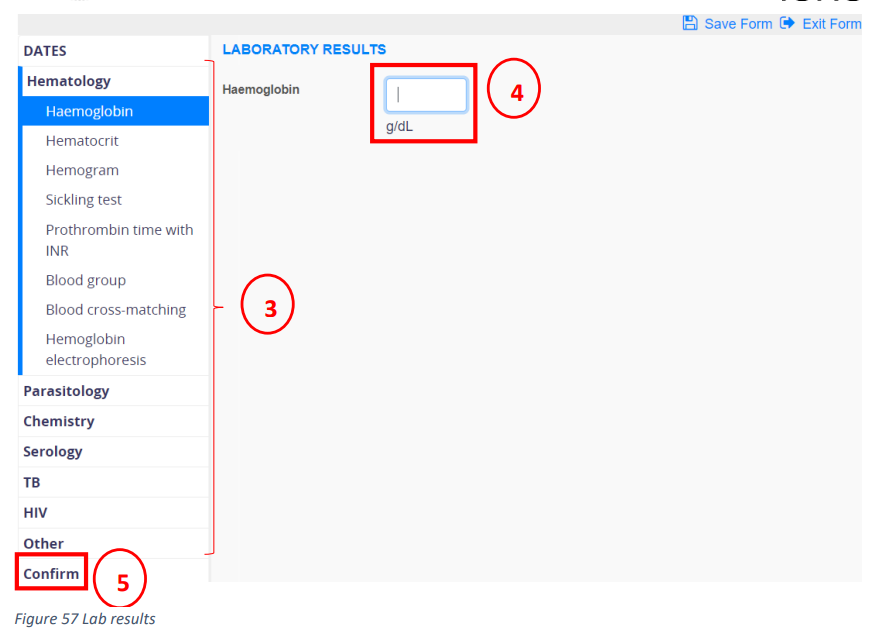 Save Form Exit Form
DATES
LABORATORY RESULTS
Hematology
Haemoglobin
4
Haemoglobin
g/dL
Hematocrit
Hemogram
Sickling test
Prothrombin time with
INR
Blood group
Blood cross-matching
3
Hemoglobin
electrophoresis
Parasitology
Chemistry
Serology
TB
HIV
Other
Confirm
5
Figure 57 Lab results